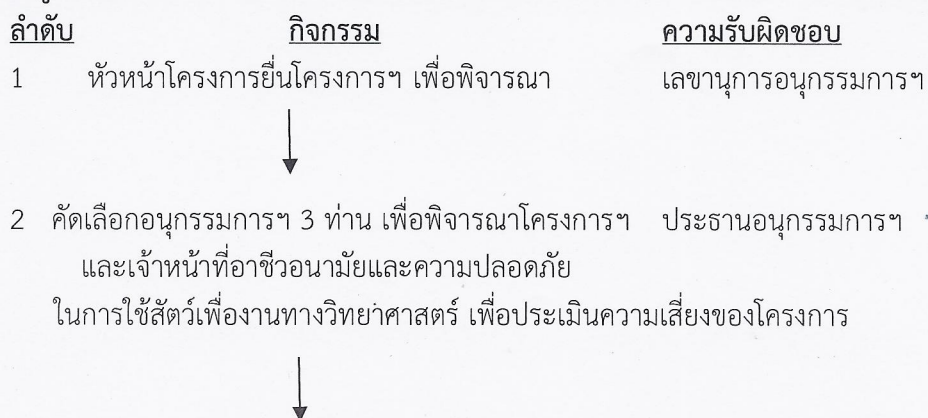 ลำดับ กิจกรรม ความรับผิดชอบ
1 หัวหน้าโครงการยื่นโครงการฯ เพื่อพิจารณา เลขานุการอนุกรรมการฯ
2 คัดเลือกอนุกรรมการฯ 3 ท่าน เพื่อพิจารณาโครงการฯ ประธานอนุกรรมการฯ
และเจ้าหน้าที่อาชีวอนามัยและความปลอดภัย
ในการใช้สัตว์เพื่องานทางวิทยาศาสตร์ เพื่อประเมินความเสี่ยงของโครงการ